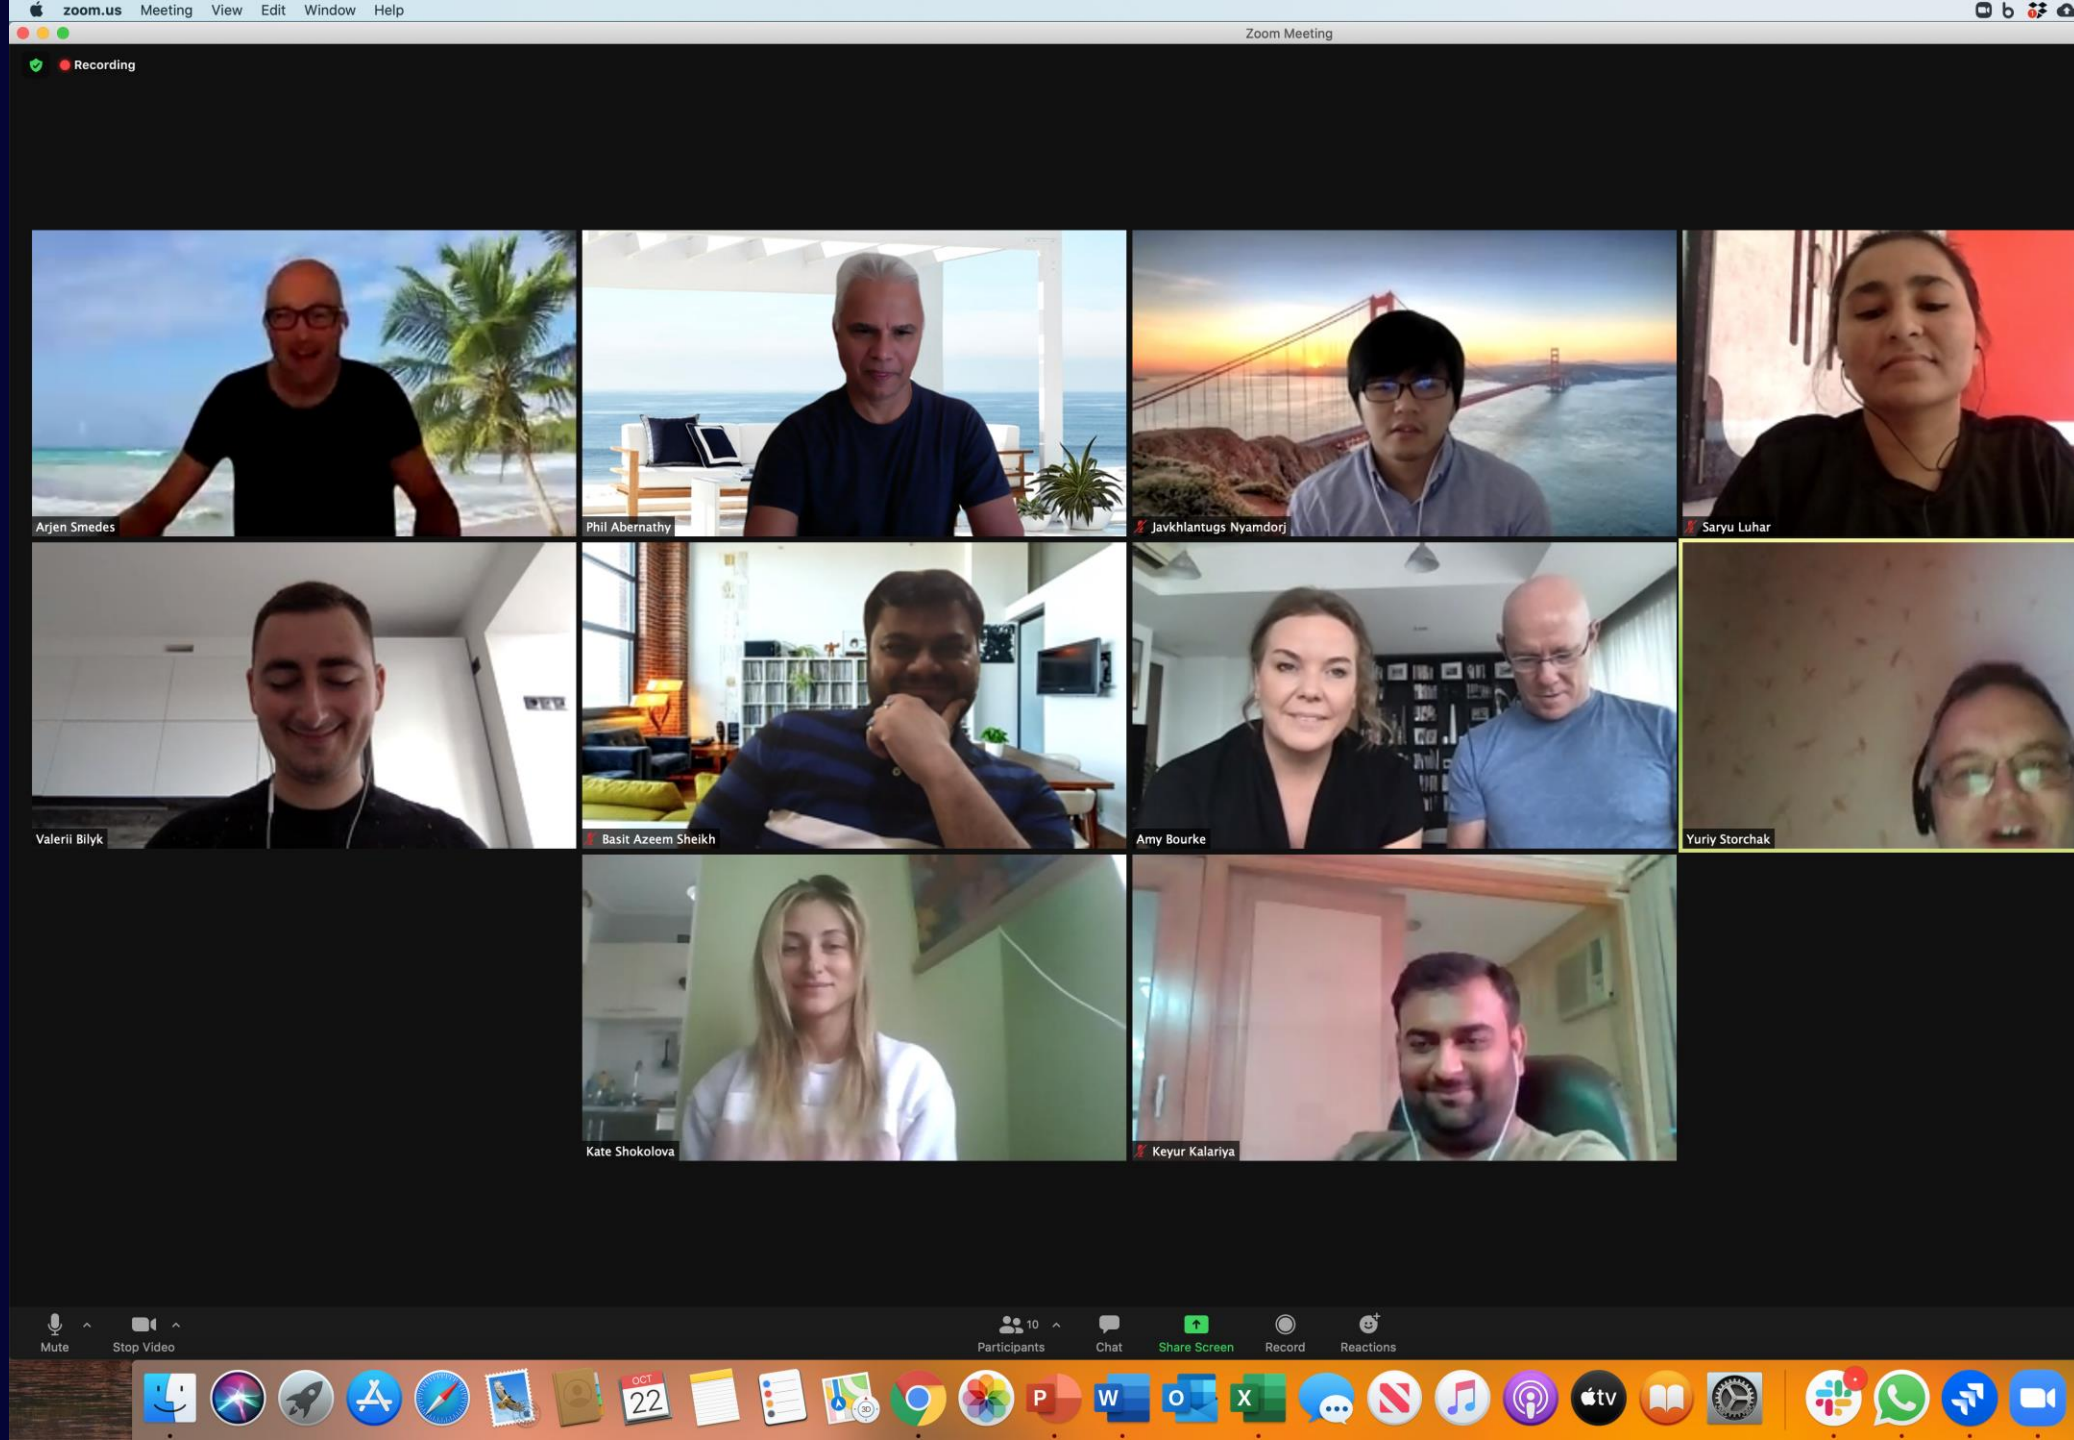 zoom.us Meeting View Edit Window Help
Zoom Meeting
Recording
Arjen Smedes
Phil Abernathy
Javkhlantugs Nyamdorj
Saryu Luhar
Valerii Bilyk
Basit Azeem Sheikh
Amy Bourke
Yuriy Storchak
Kate Shokolova
Keyur Kalariya
10
Mute
Stop Video
Participants
Chat
Share Screen
Record
Reactions
OCT
22
3D
P
W
O
X
tv